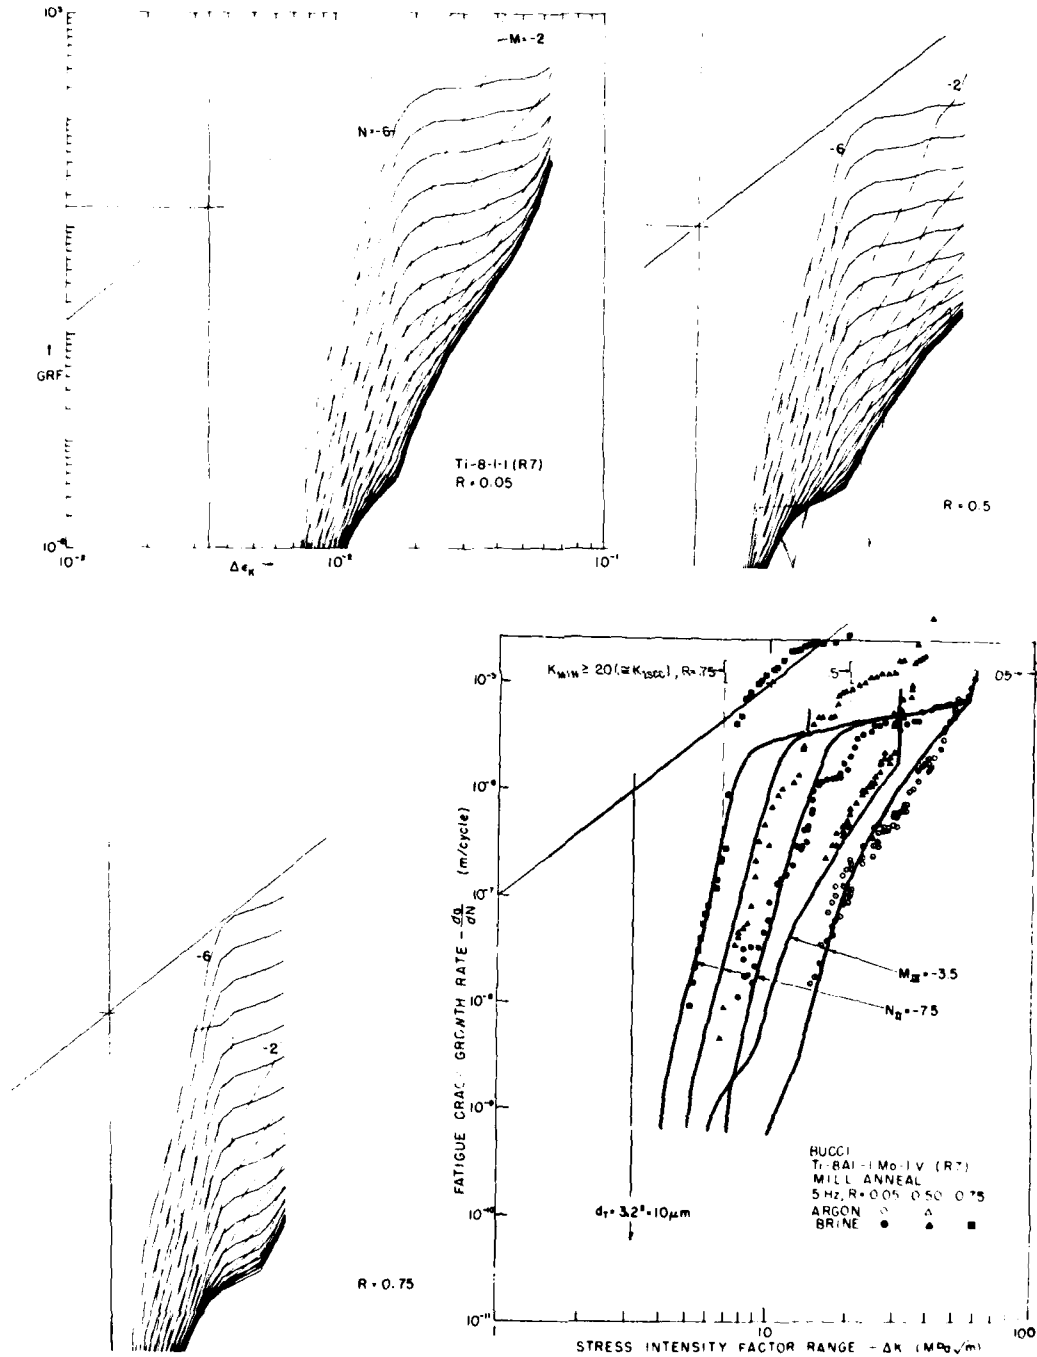 10³
M=-2
N=-6
GRF
Ti-8-1-1 (R7)
R = 0.05
10⁻³
10⁻²
10⁻¹
Δε_K →
-2
-6
R = 0.5
-6
-2
R = 0.75
K_MIN ≥ 20 (≅K_ISCC), R=.75
.5
.05
10⁻⁵
10⁻⁶
10⁻⁷
10⁻⁸
10⁻⁹
10⁻¹⁰
10⁻¹¹
FATIGUE CRACK GROWTH RATE - da/dN (m/cycle)
M_III = -3.5
N_II = -7.5
d_T = 3.2² = 10μm
BUCCI
Ti-8Al-1Mo-1V (R7)
MILL ANNEAL
5 Hz, R = 0.05 0.50 0.75
ARGON ○ △
BRINE ● ▲ ■
1
10
100
STRESS INTENSITY FACTOR RANGE - ΔK (MPa√m)